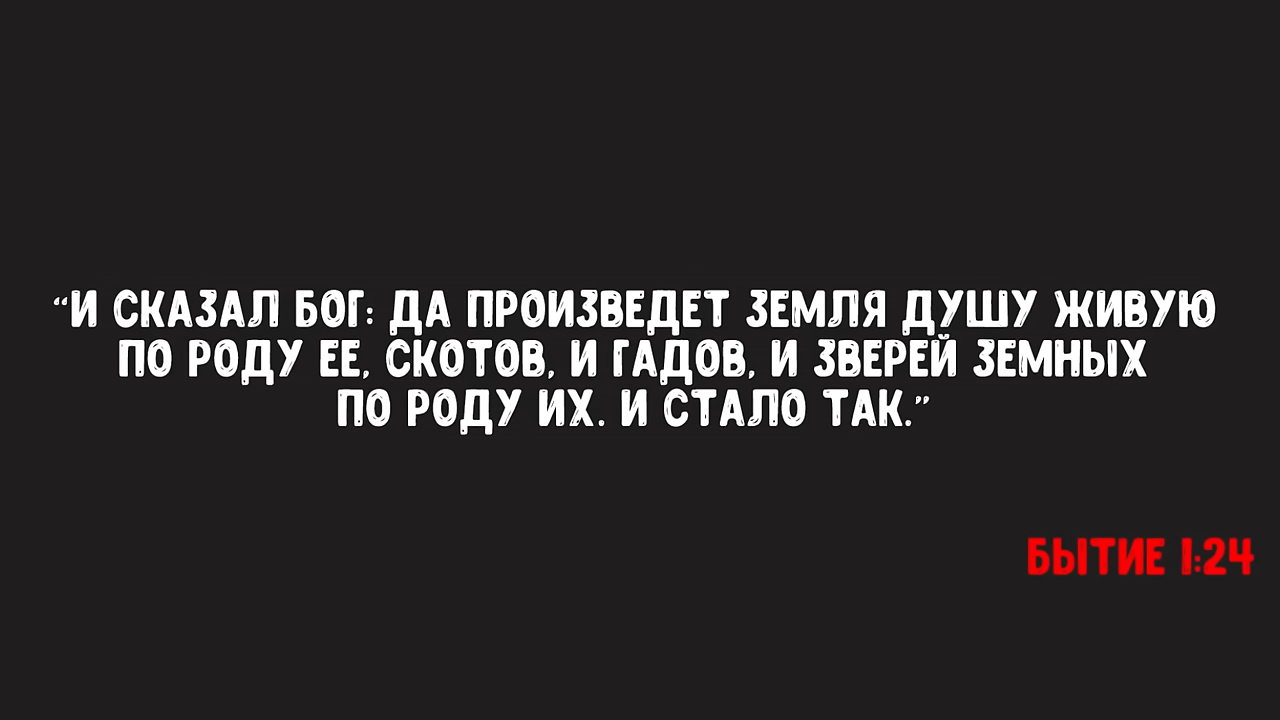 “И СКАЗАЛ БОГ: ДА ПРОИЗВЕДЕТ ЗЕМЛЯ ДУШУ ЖИВУЮ
ПО РОДУ ЕЕ, СКОТОВ, И ГАДОВ, И ЗВЕРЕЙ ЗЕМНЫХ
ПО РОДУ ИХ. И СТАЛО ТАК.”
БЫТИЕ 1:24